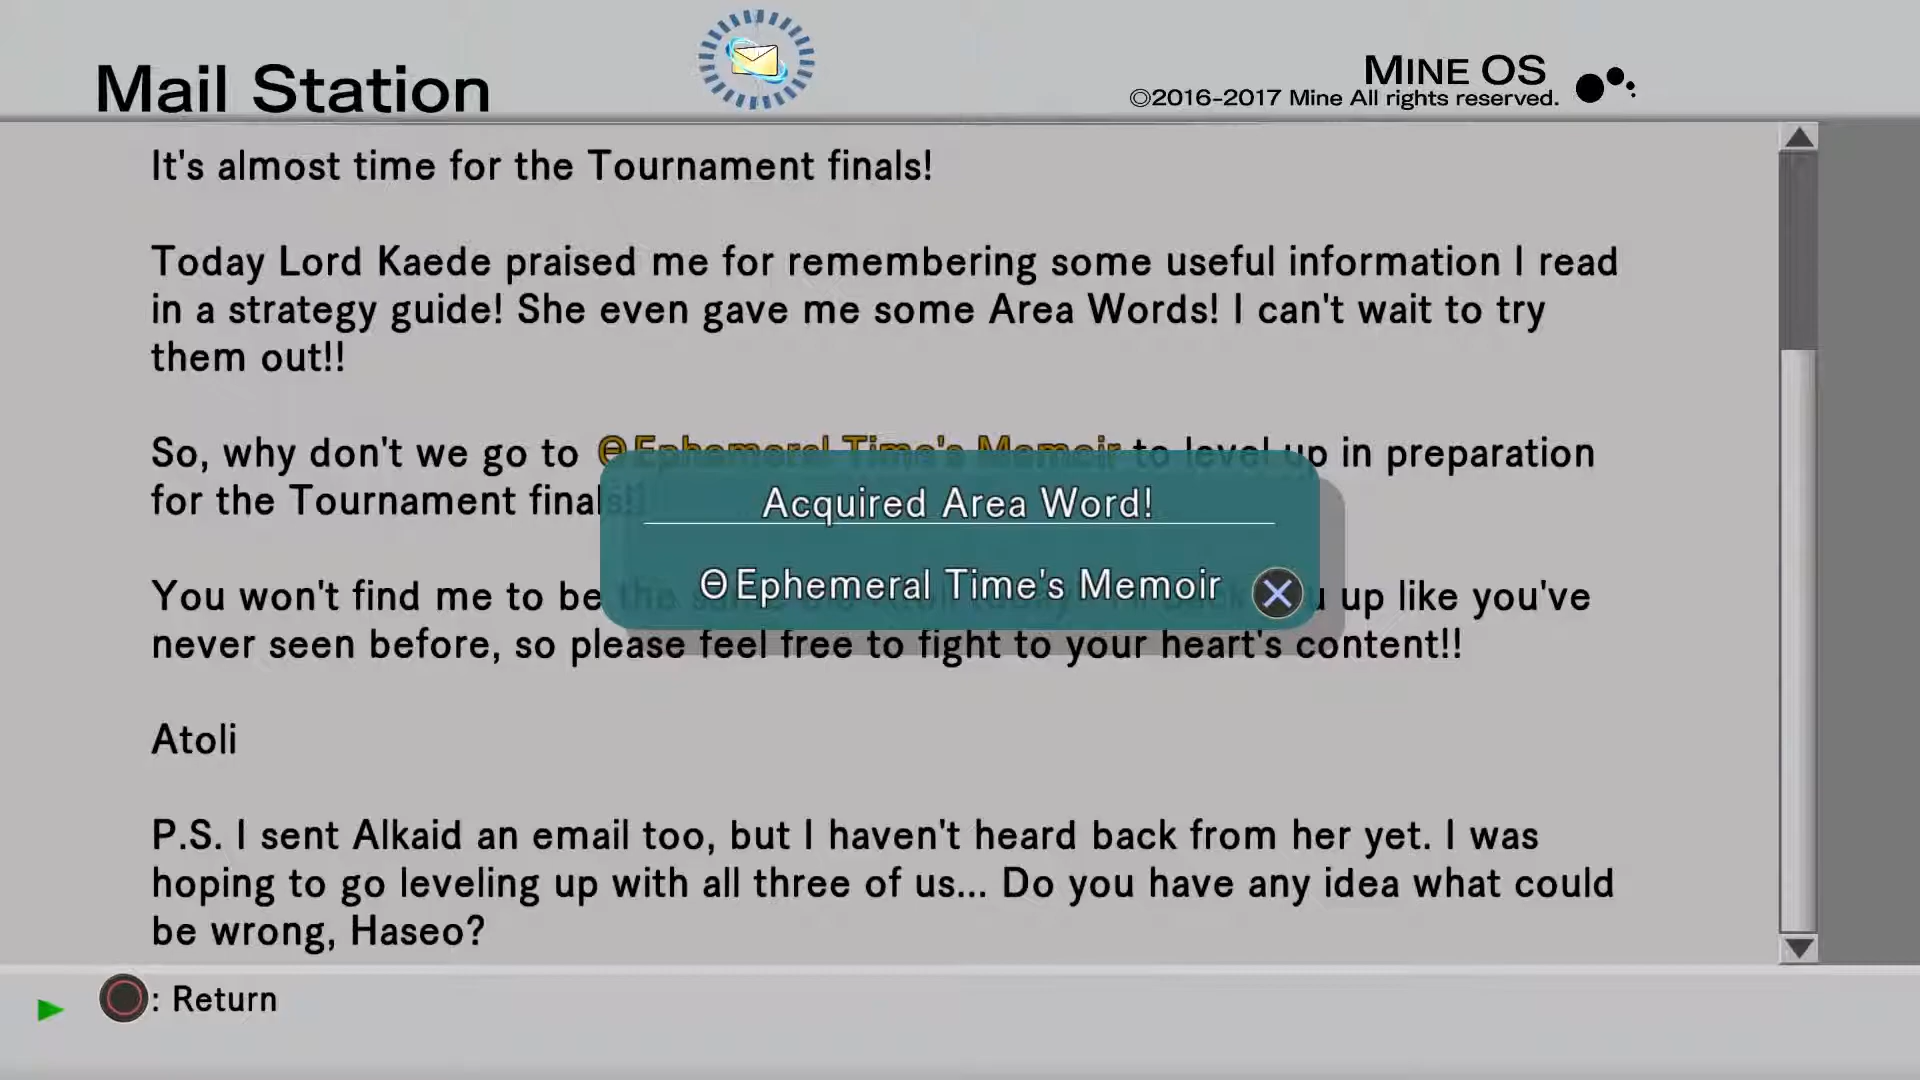 Mail Station
MINE OS
©2016-2017 Mine All rights reserved.
It's almost time for the Tournament finals!
Today Lord Kaede praised me for remembering some useful information I read
in a strategy guide! She even gave me some Area Words! I can't wait to try
them out!!
So, why don't we go to ΘEphemeral Time's Memoir to level up in preparation
for the Tournament finals!!
Acquired Area Word!
ΘEphemeral Time's Memoir
You won't find me to be the up like you've
never seen before, so please feel free to fight to your heart's content!!
Atoli
P.S. I sent Alkaid an email too, but I haven't heard back from her yet. I was
hoping to go leveling up with all three of us... Do you have any idea what could
be wrong, Haseo?
: Return